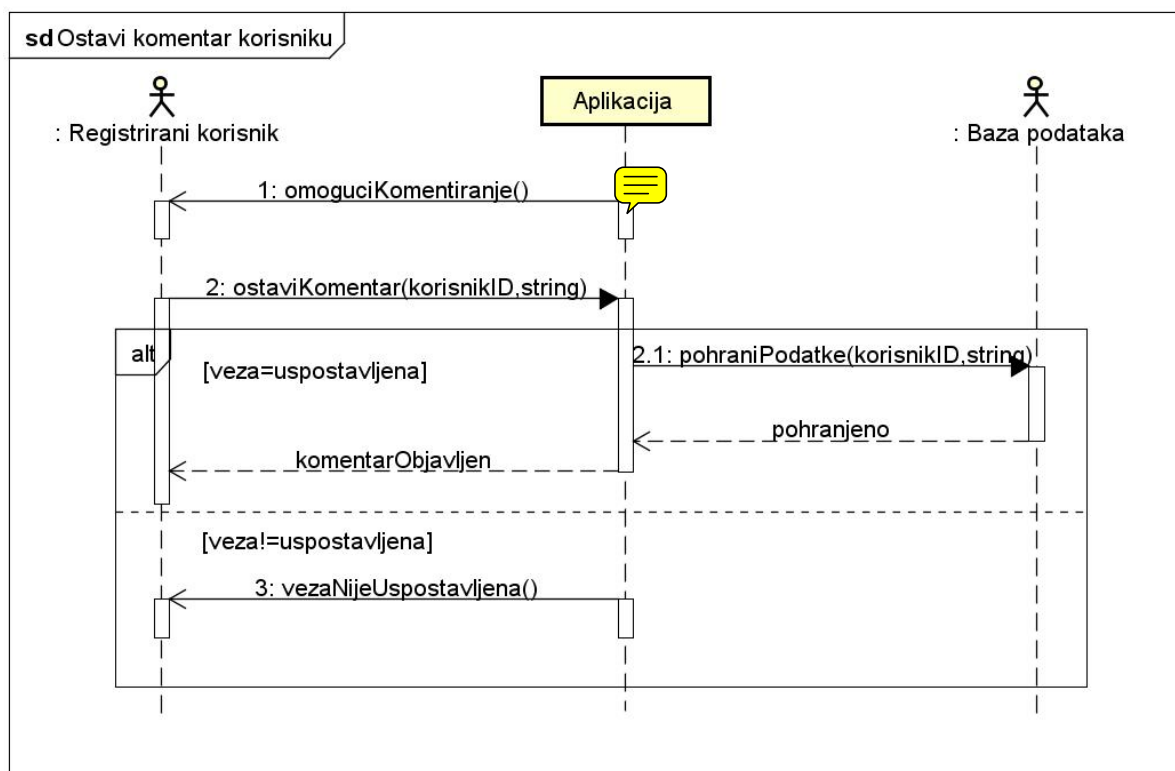 sd Ostavi komentar korisniku
: Registrirani korisnik
Aplikacija
: Baza podataka
1: omoguciKomentiranje()
2: ostaviKomentar(korisnikID,string)
alt
[veza=uspostavljena]
2.1: pohraniPodatke(korisnikID,string)
pohranjeno
komentarObjavljen
[veza!=uspostavljena]
3: vezaNijeUspostavljena()